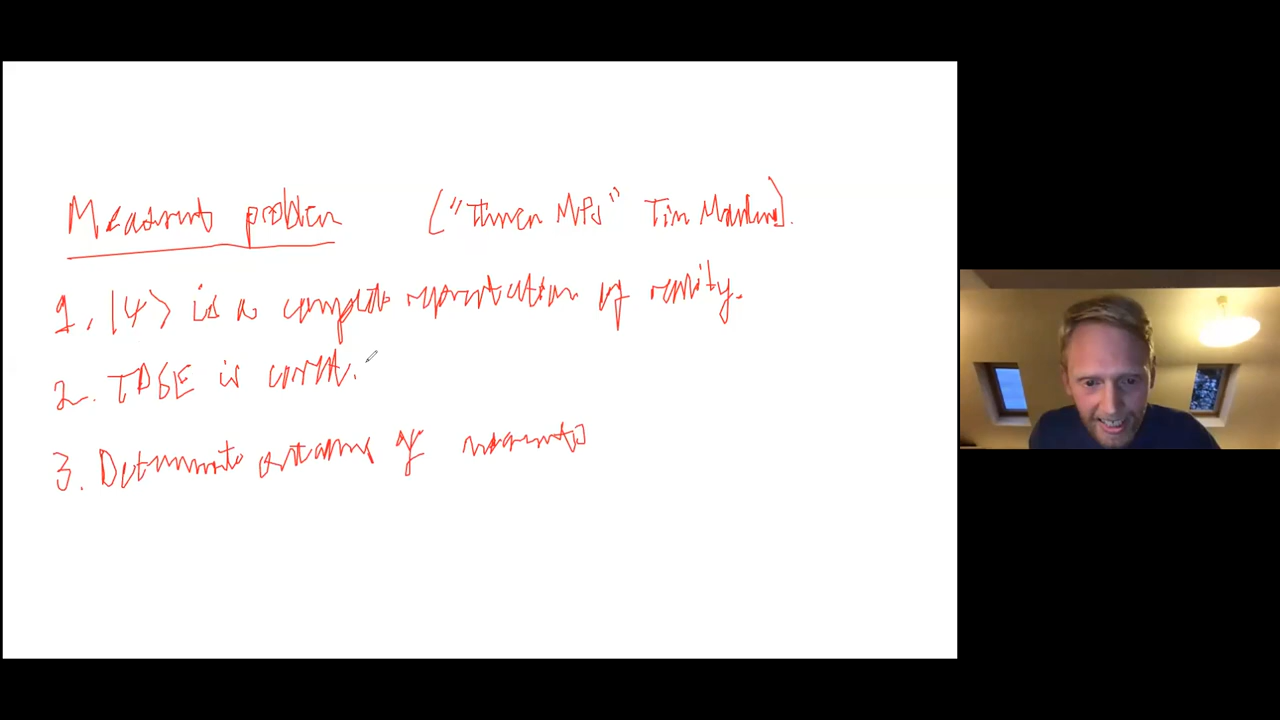 Measurement problem ("Three MPs" Tim Maudlin).
1. |ψ⟩ is a complete representation of reality.
2. TDSE is correct.
3. Determinate outcomes of measurements